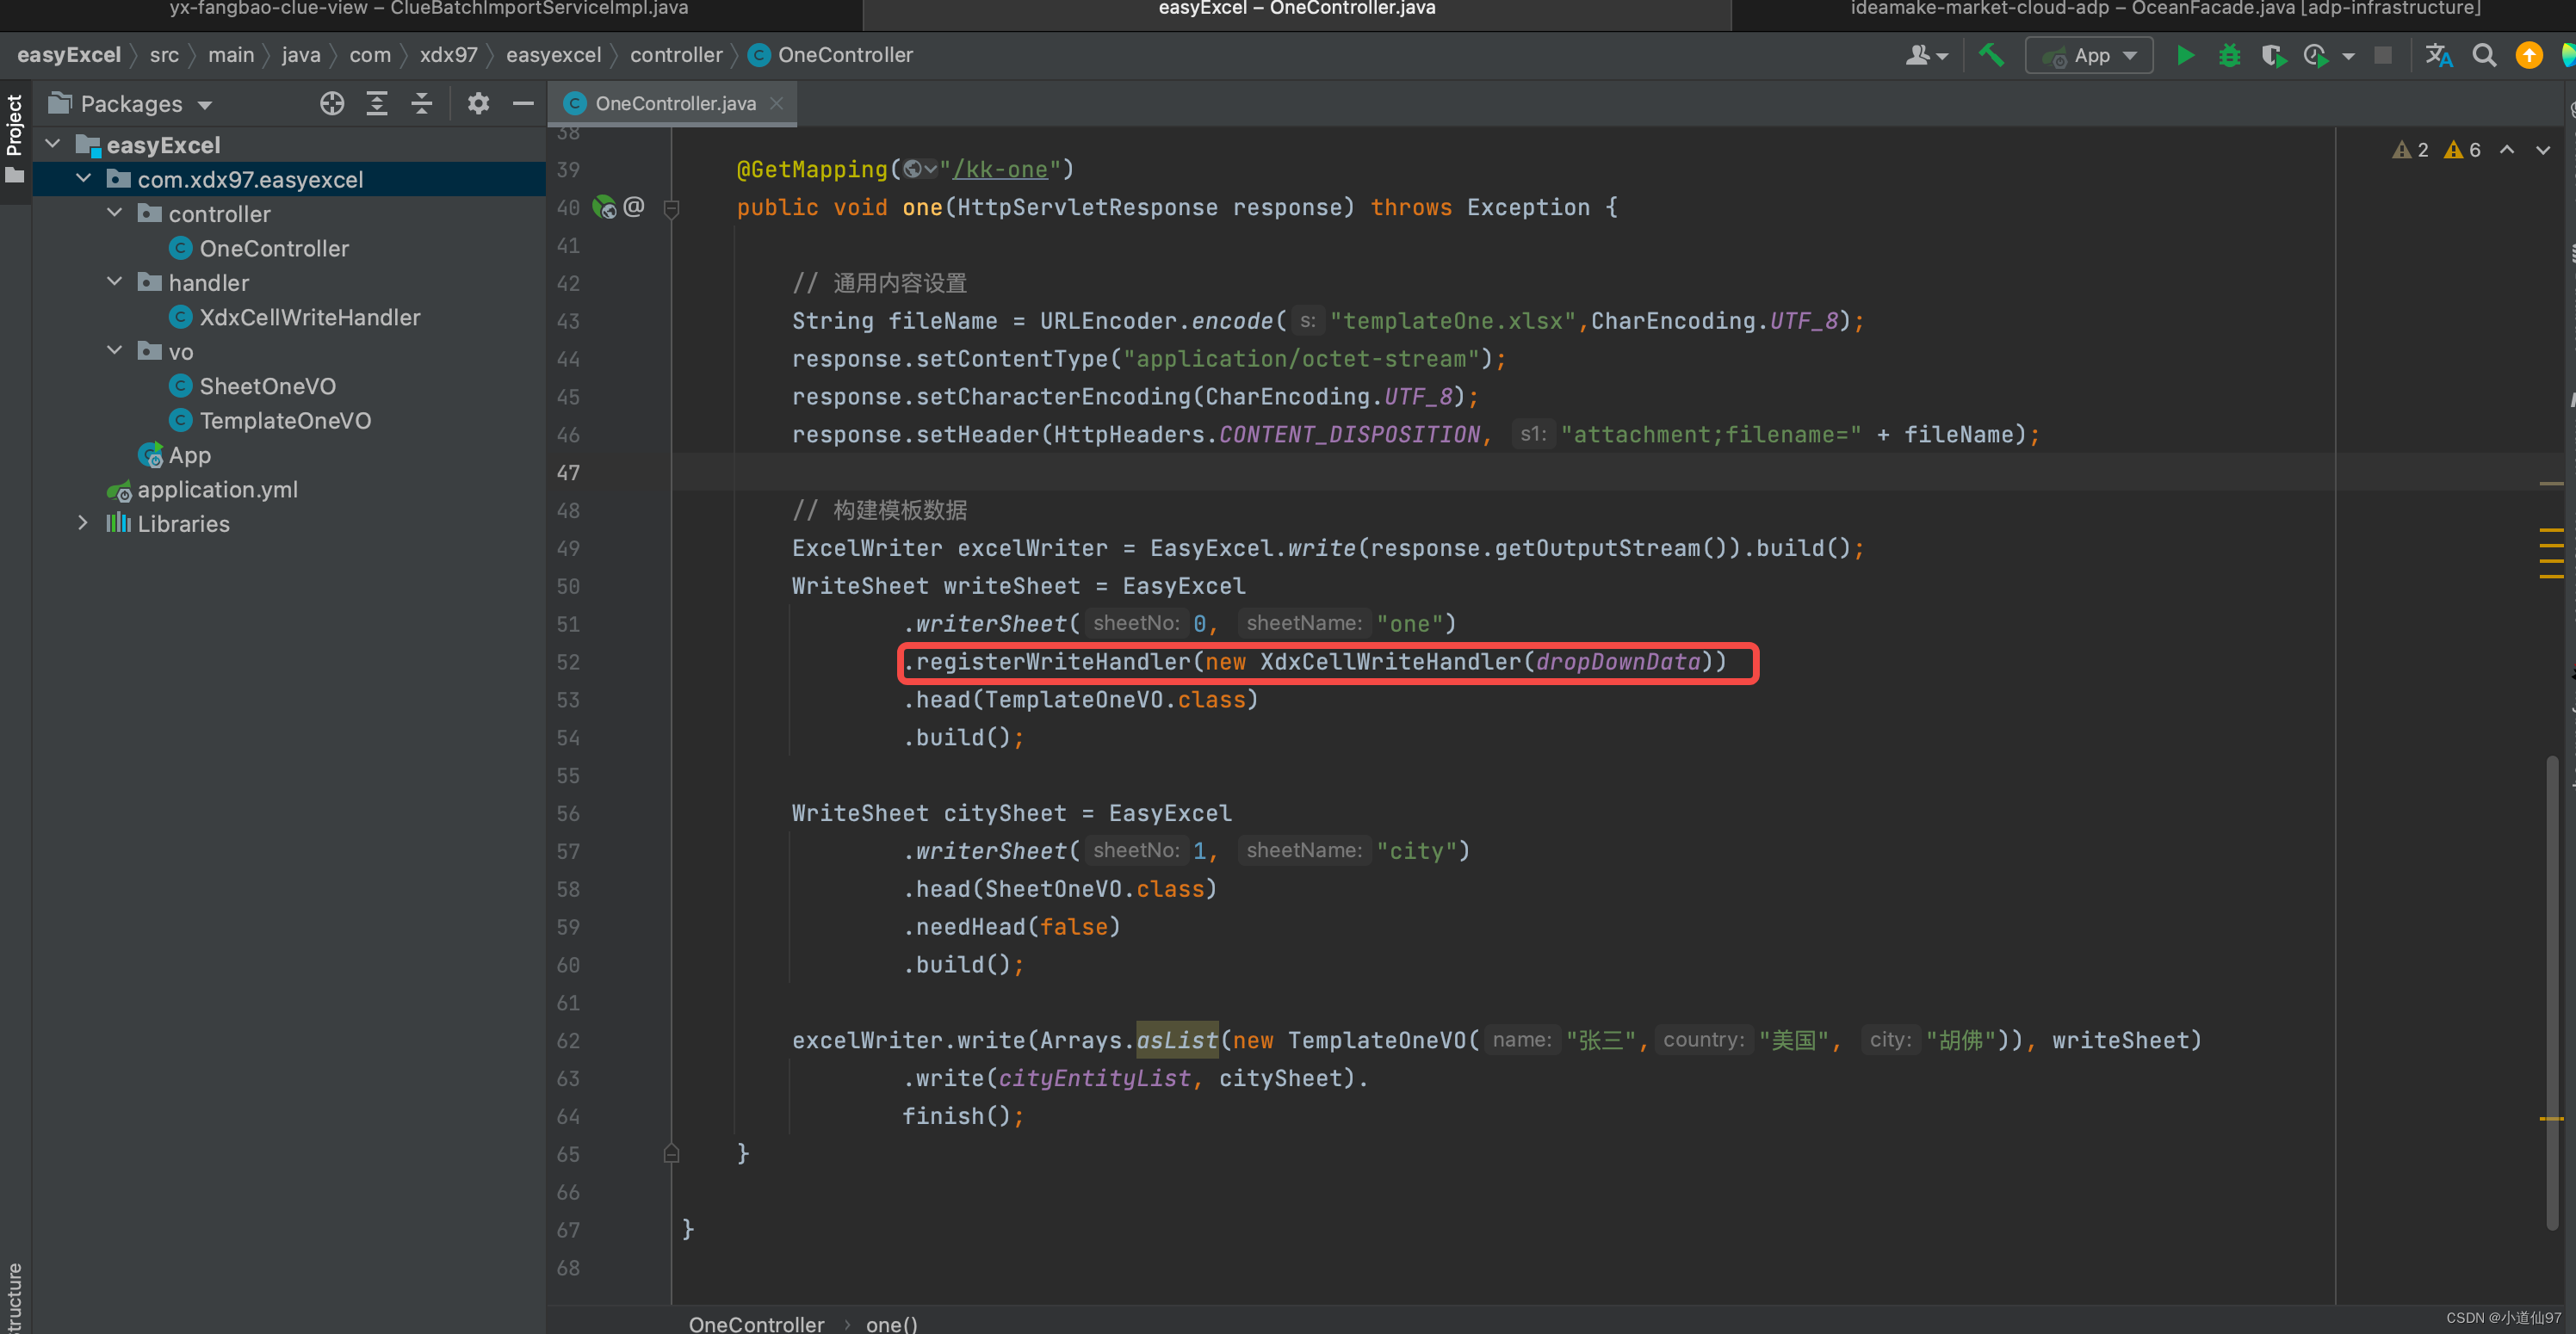 yx-fangbao-clue-view – ClueBatchImportServiceImpl.java
easyExcel – OneController.java
ideamake-market-cloud-adp – OceanFacade.java [adp-infrastructure]
easyExcel
src
main
java
com
xdx97
easyexcel
controller
OneController
App
Project
Packages
OneController.java
easyExcel
com.xdx97.easyexcel
controller
OneController
handler
XdxCellWriteHandler
vo
SheetOneVO
TemplateOneVO
App
application.yml
Libraries
2
6
38
39 @GetMapping("/kk-one")
40 @ public void one(HttpServletResponse response) throws Exception {
41
42 // 通用内容设置
43 String fileName = URLEncoder.encode( s: "templateOne.xlsx",CharEncoding.UTF_8);
44 response.setContentType("application/octet-stream");
45 response.setCharacterEncoding(CharEncoding.UTF_8);
46 response.setHeader(HttpHeaders.CONTENT_DISPOSITION, s1: "attachment;filename=" + fileName);
47
48 // 构建模板数据
49 ExcelWriter excelWriter = EasyExcel.write(response.getOutputStream()).build();
50 WriteSheet writeSheet = EasyExcel
51 .writerSheet( sheetNo: 0, sheetName: "one")
52 .registerWriteHandler(new XdxCellWriteHandler(dropDownData))
53 .head(TemplateOneVO.class)
54 .build();
55
56 WriteSheet citySheet = EasyExcel
57 .writerSheet( sheetNo: 1, sheetName: "city")
58 .head(SheetOneVO.class)
59 .needHead(false)
60 .build();
61
62 excelWriter.write(Arrays.asList(new TemplateOneVO( name: "张三", country: "美国", city: "胡佛")), writeSheet)
63 .write(cityEntityList, citySheet).
64 finish();
65 }
66
67 }
68
OneController
one()
CSDN @小道仙97